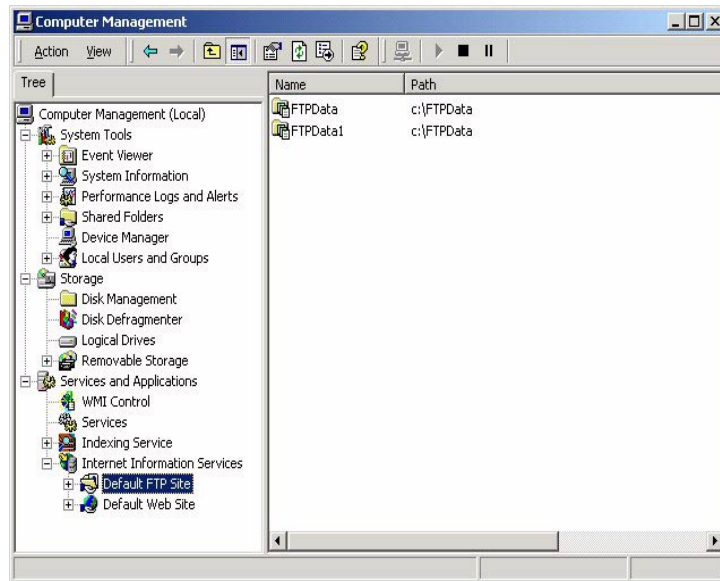 Computer Management
Action View
Tree
Name Path
Computer Management (Local)
System Tools
Event Viewer
System Information
Performance Logs and Alerts
Shared Folders
Device Manager
Local Users and Groups
Storage
Disk Management
Disk Defragmenter
Logical Drives
Removable Storage
Services and Applications
WMI Control
Services
Indexing Service
Internet Information Services
Default FTP Site
Default Web Site
FTPData c:\FTPData
FTPData1 c:\FTPData